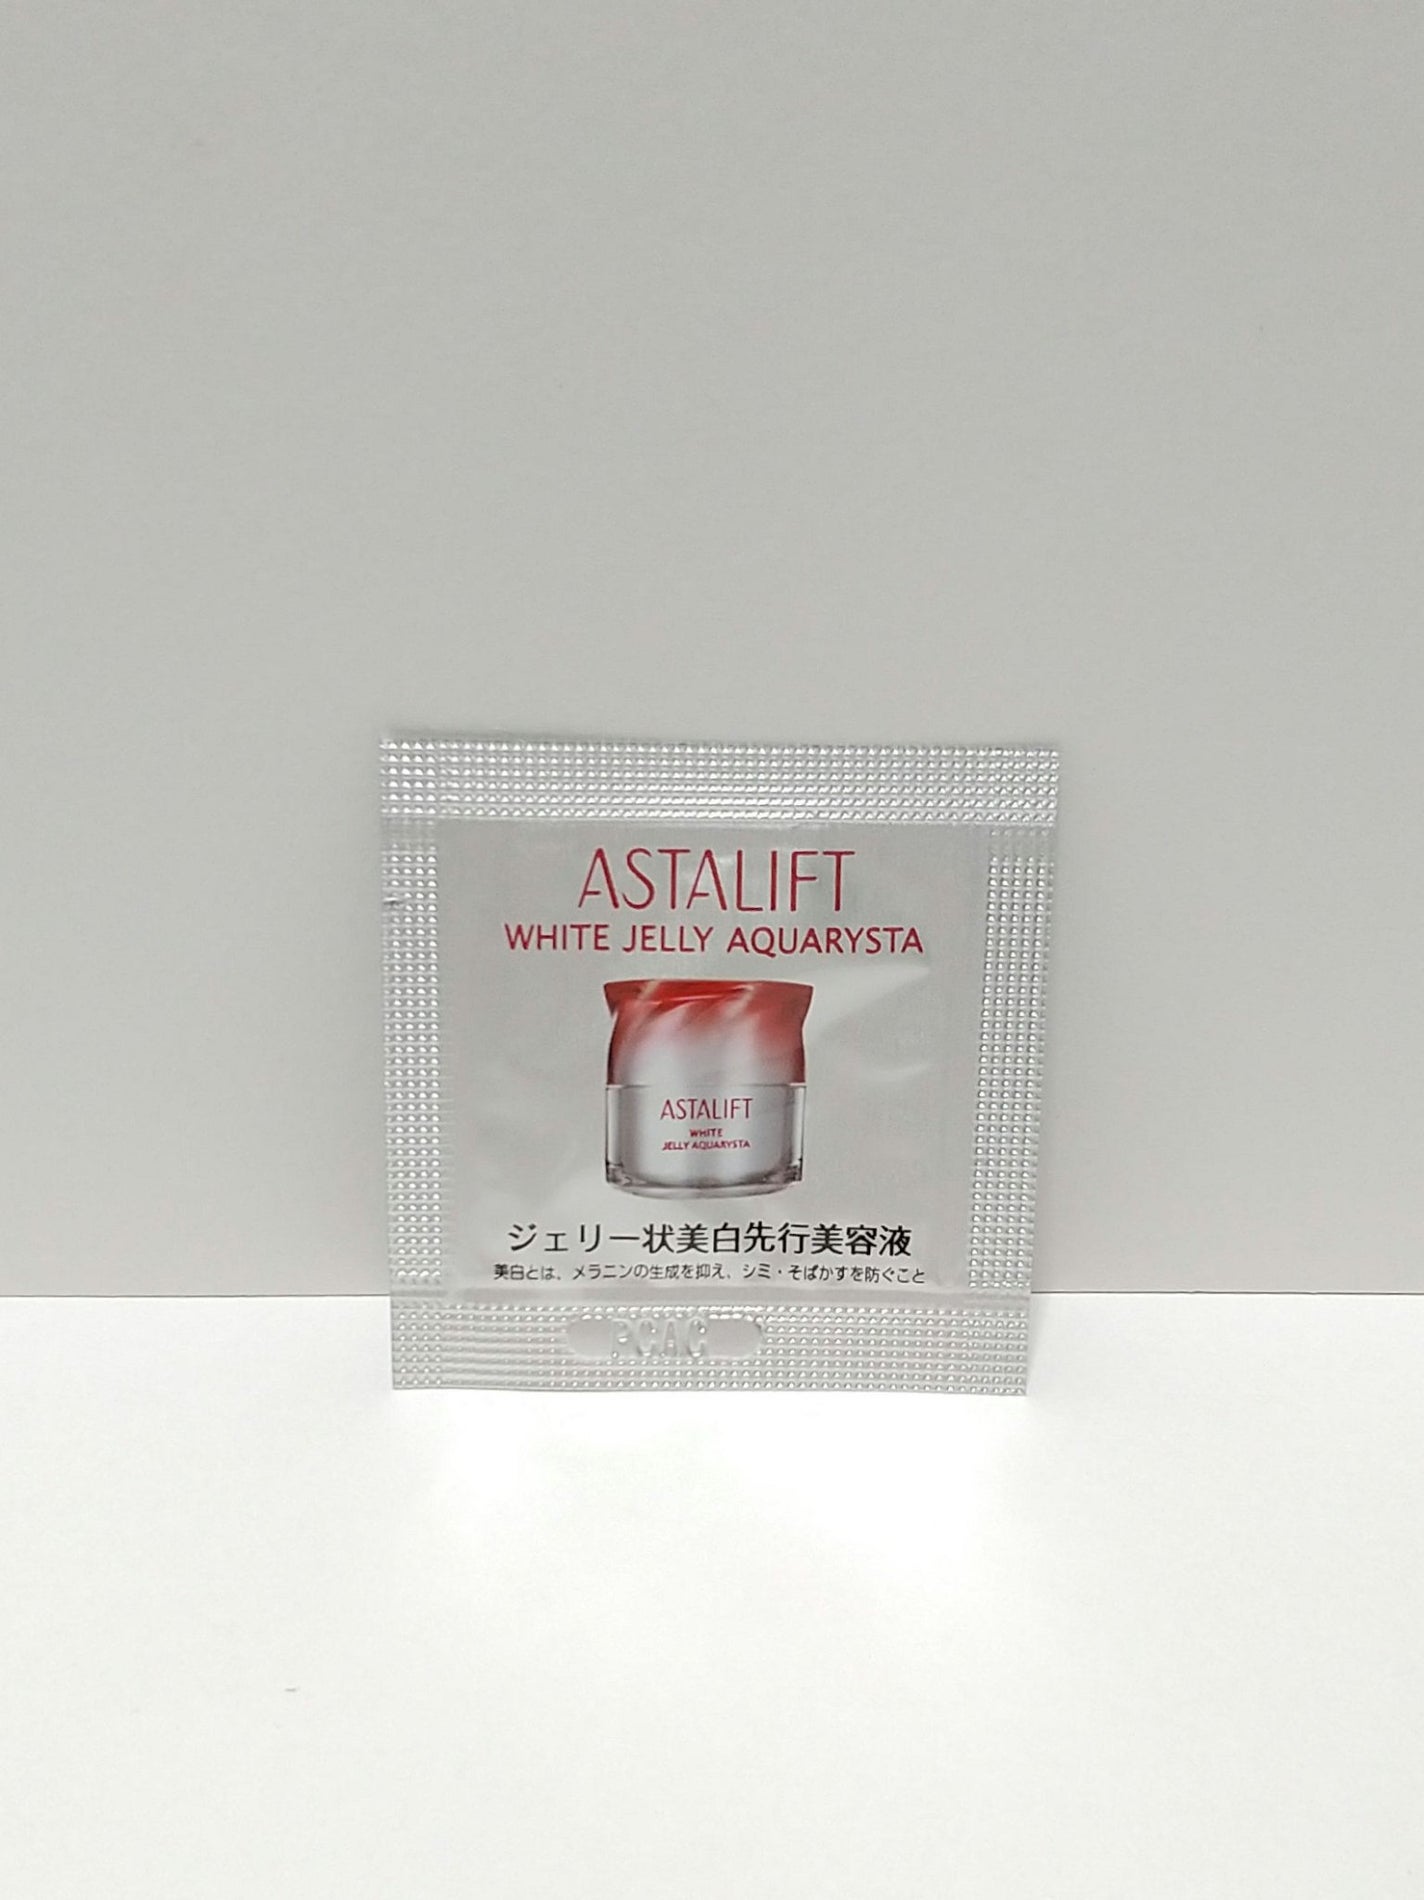 ASTALIFT
WHITE JELLY AQUARYSTA
ASTALIFT
WHITE
JELLY AQUARYSTA
ジェリー状美白先行美容液
美白とは、メラニンの生成を抑え、シミ・そばかすを防ぐこと